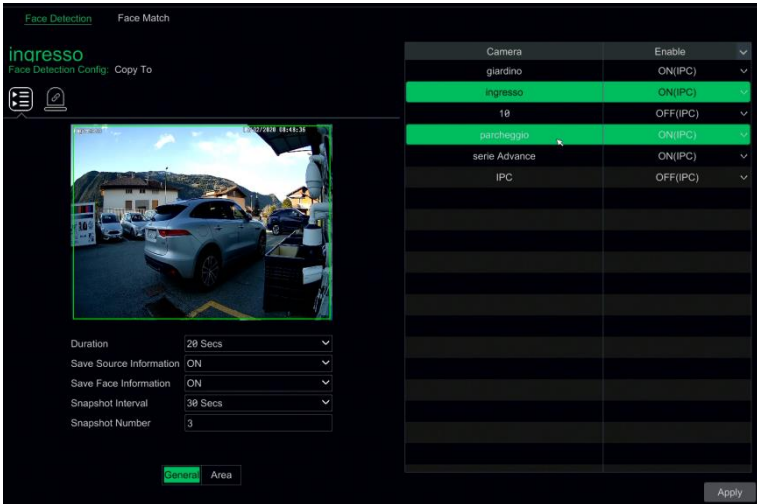 Face Detection Face Match
ingresso
Face Detection Config: Copy To
Camera Enable
giardino ON(IPC)
ingresso ON(IPC)
10 OFF(IPC)
parcheggio ON(IPC)
serie Advance ON(IPC)
IPC OFF(IPC)
Duration 20 Secs
Save Source Information ON
Save Face Information ON
Snapshot Interval 30 Secs
Snapshot Number 3
General Area
Apply